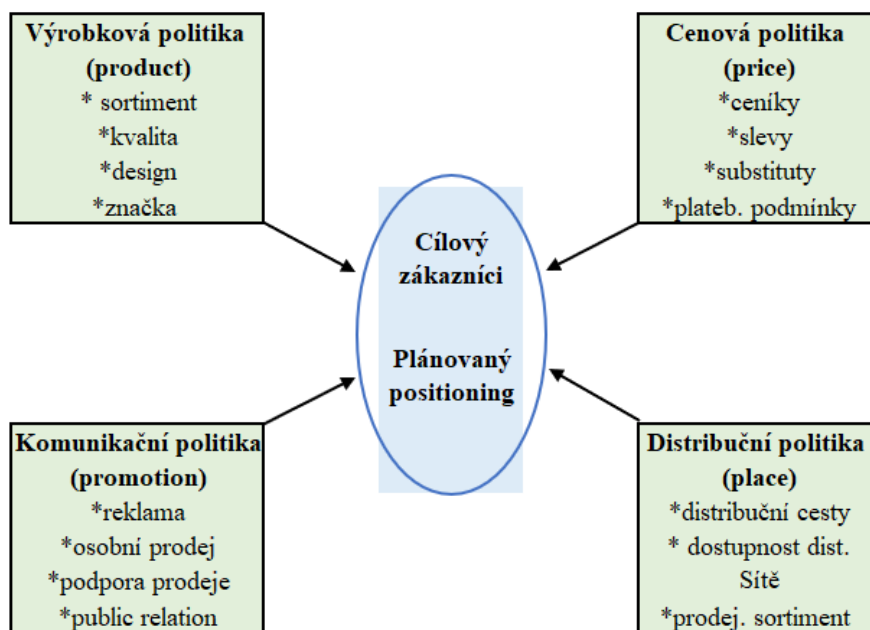 Výrobková politika
(product)
* sortiment
*kvalita
*design
*značka
Cenová politika
(price)
*ceníky
*slevy
*substituty
*plateb. podmínky
Cílový
zákazníci
Plánovaný
positioning
Komunikační politika
(promotion)
*reklama
*osobní prodej
*podpora prodeje
*public relation
Distribuční politika
(place)
*distribuční cesty
* dostupnost dist.
Sítě
*prodej. sortiment